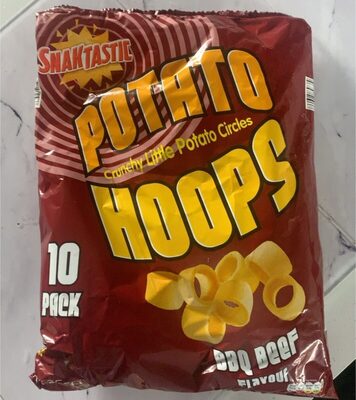 SNAKTASTIC
POTATO
Crunchy Little Potato Circles
HOOPS
10
PACK
BBQ BEEF
FLAVOUR